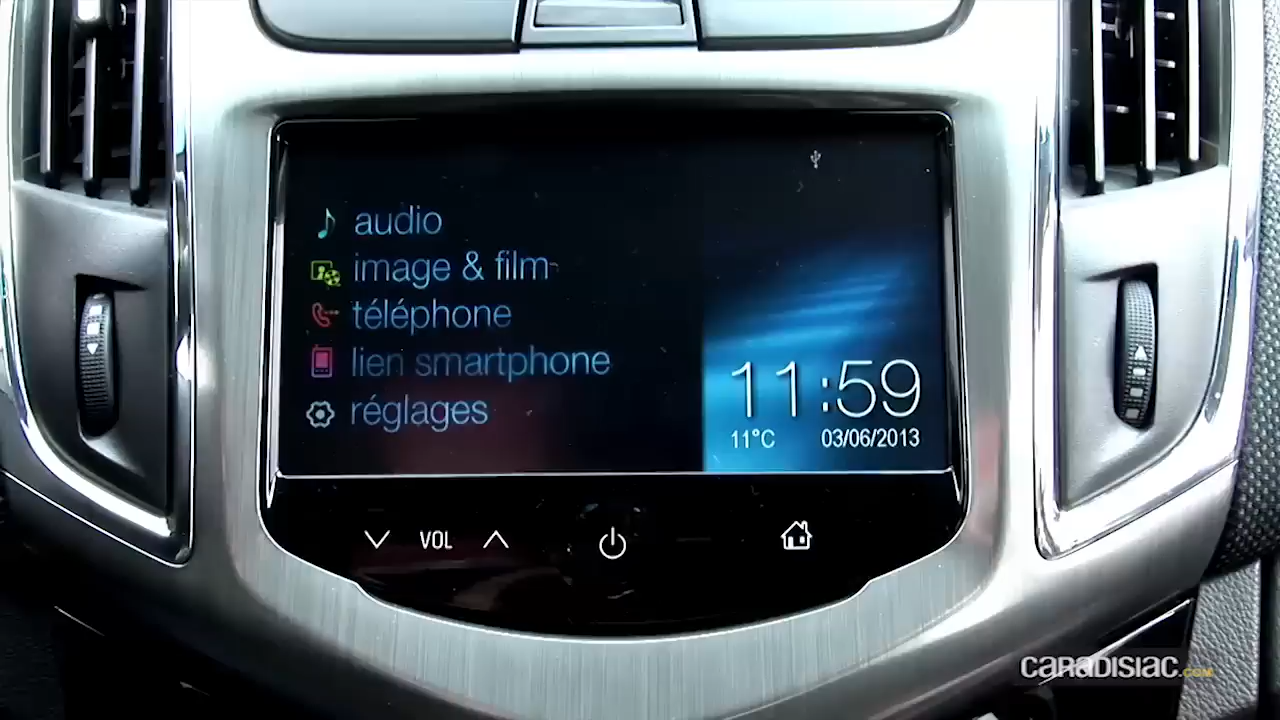 audio
image & film
téléphone
lien smartphone
réglages
11:59
11°C 03/06/2013
VOL
CARADISIAC.COM